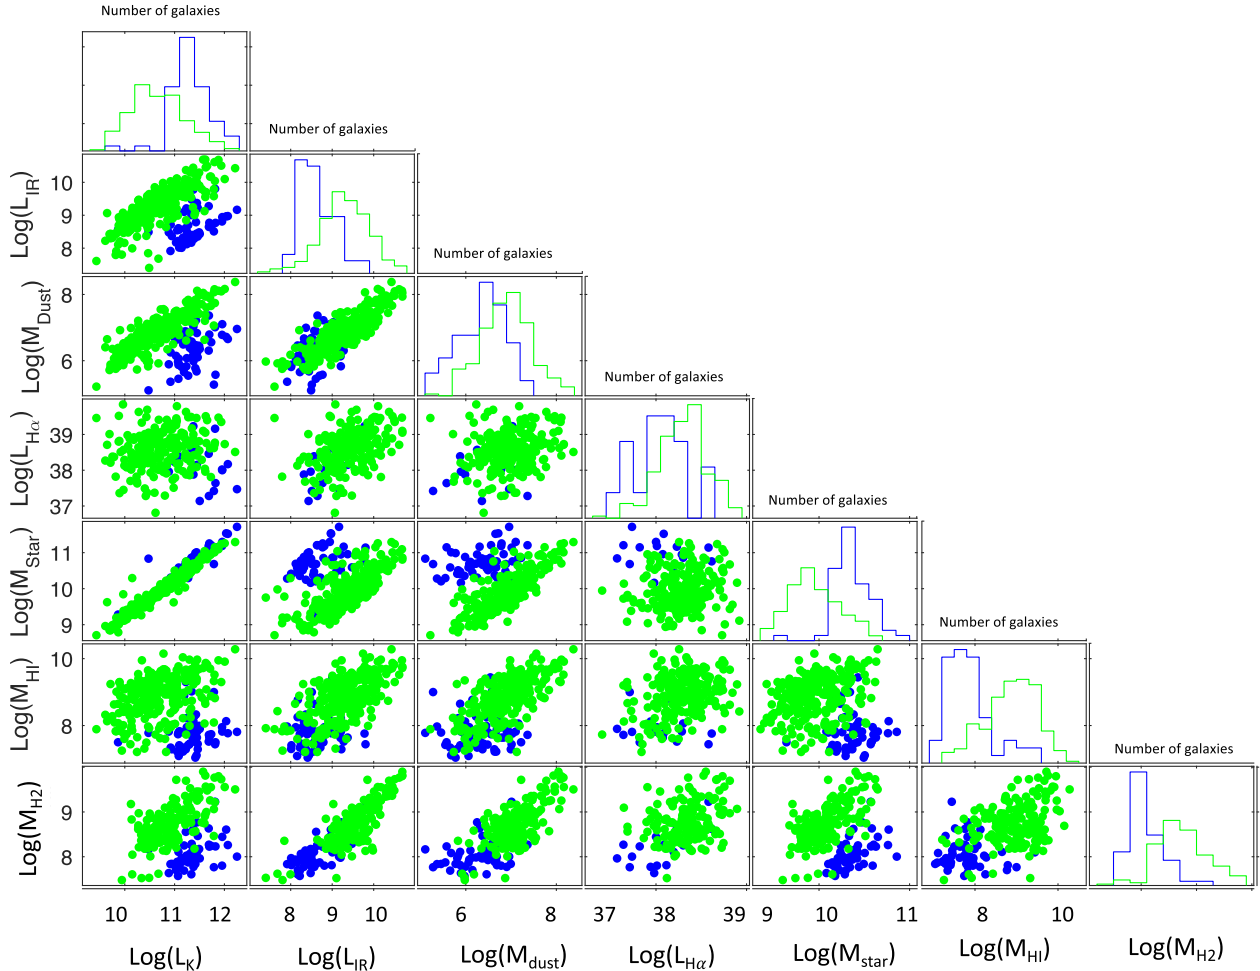 Number of galaxies
Number of galaxies
Log(L_IR)
10
9
8
Number of galaxies
Log(M_Dust)
8
6
Number of galaxies
Log(L_Hα)
39
38
37
Number of galaxies
Log(M_Star)
11
10
9
Number of galaxies
Log(M_HI)
10
8
Number of galaxies
Log(M_H2)
9
8
10 11 12 8 9 10 6 8 37 38 39 9 10 11 8 10
Log(L_K) Log(L_IR) Log(M_dust) Log(L_Hα) Log(M_star) Log(M_HI) Log(M_H2)